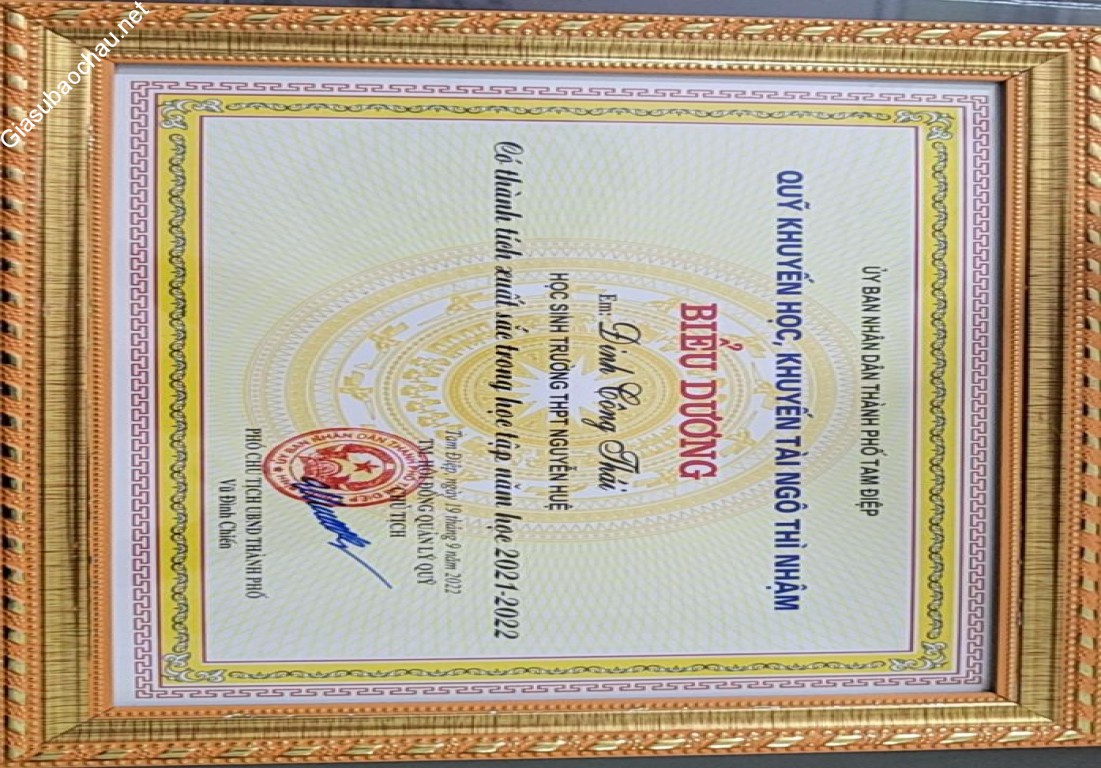 ỦY BAN NHÂN DÂN THÀNH PHỐ TAM ĐIỆP
QUỸ KHUYẾN HỌC, KHUYẾN TÀI NGÔ THÌ NHẬM
BIỂU DƯƠNG
Em: Đinh Công Thái
HỌC SINH TRƯỜNG THPT NGUYỄN HUỆ
Có thành tích xuất sắc trong học tập năm học 2021-2022
Tam Điệp, ngày 19 tháng 9 năm 2022
TM. HỘI ĐỒNG QUẢN LÝ QUỸ
CHỦ TỊCH
PHÓ CHỦ TỊCH UBND THÀNH PHỐ
Vũ Đình Chiến
Giasubaochau.net